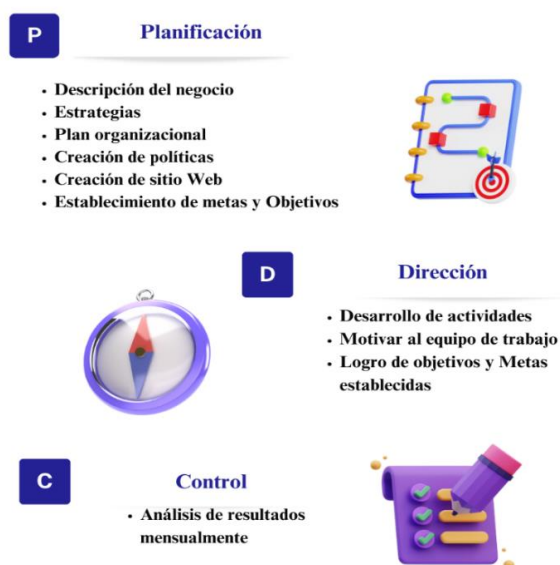 P
Planificación
• Descripción del negocio
• Estrategias
• Plan organizacional
• Creación de políticas
• Creación de sitio Web
• Establecimiento de metas y Objetivos
D
Dirección
• Desarrollo de actividades
• Motivar al equipo de trabajo
• Logro de objetivos y Metas
establecidas
C
Control
• Análisis de resultados
mensualmente